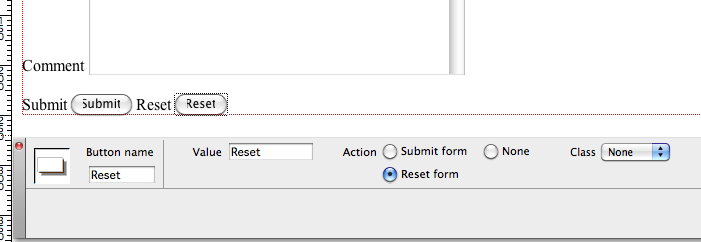 Comment
Submit Submit Reset Reset
Button name Value Reset Action Submit form None Class None
Reset Reset form